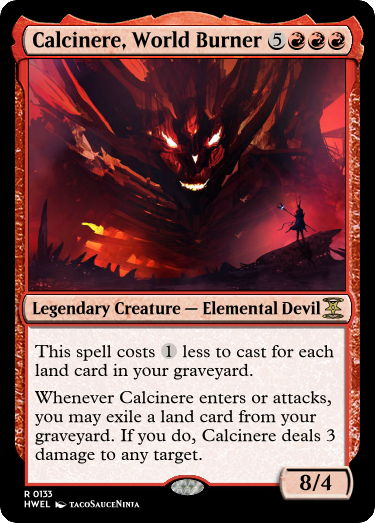 Calcinere, World Burner 5
Legendary Creature — Elemental Devil
This spell costs 1 less to cast for each
land card in your graveyard.
Whenever Calcinere enters or attacks,
you may exile a land card from your
graveyard. If you do, Calcinere deals 3
damage to any target.
8/4
R 0133
HWEL TACOSAUCENINJA